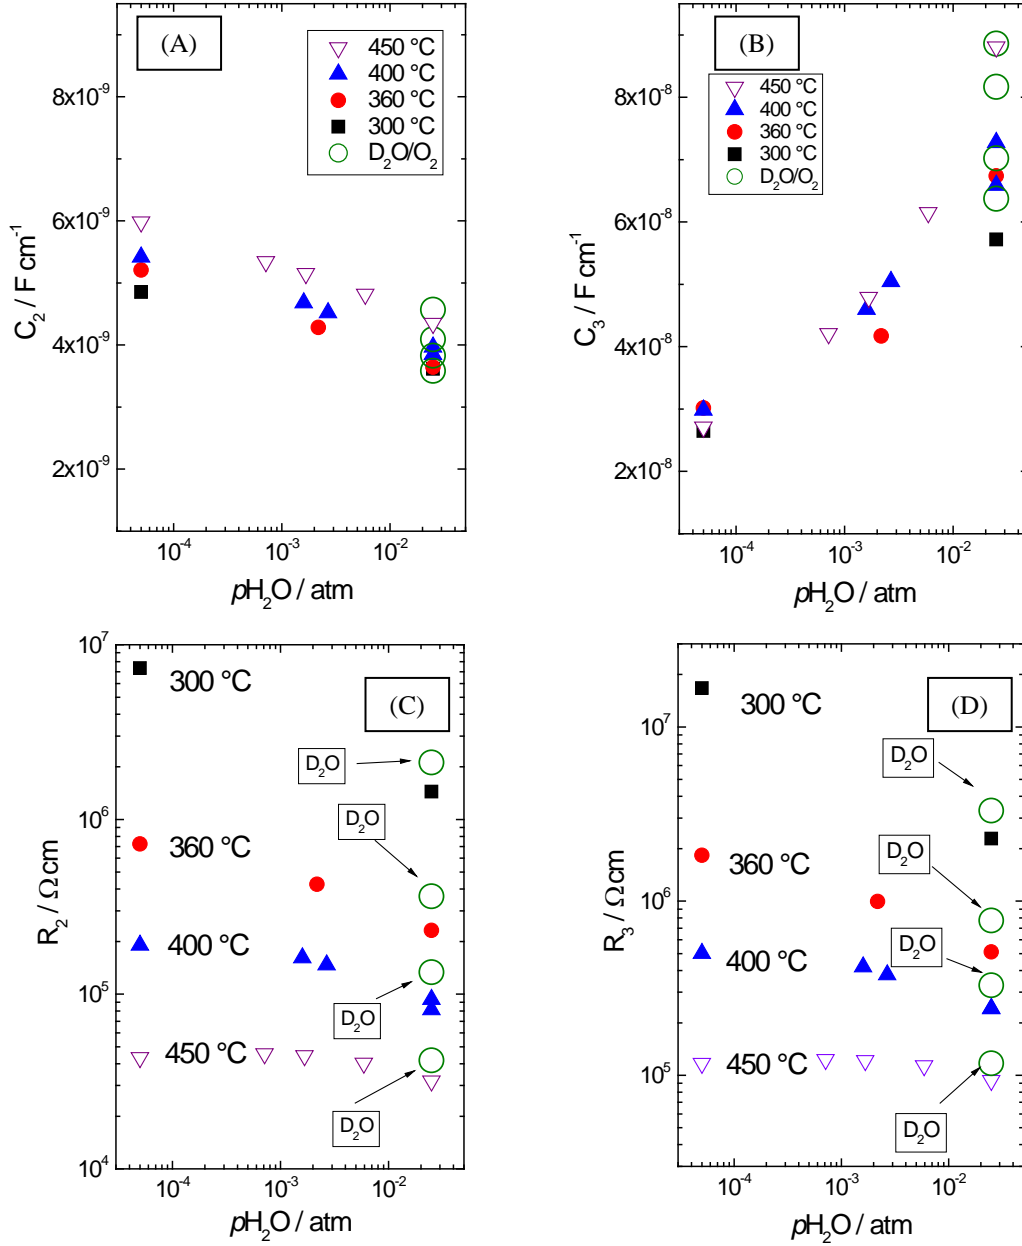 (A)
450 °C
400 °C
360 °C
300 °C
D₂O/O₂
8x10⁻⁹
6x10⁻⁹
4x10⁻⁹
2x10⁻⁹
C₂ / F cm⁻¹
10⁻⁴
10⁻³
10⁻²
pH₂O / atm
(B)
450 °C
400 °C
360 °C
300 °C
D₂O/O₂
8x10⁻⁸
6x10⁻⁸
4x10⁻⁸
2x10⁻⁸
C₃ / F cm⁻¹
10⁻⁴
10⁻³
10⁻²
pH₂O / atm
(C)
10⁷
10⁶
10⁵
10⁴
R₂ / Ωcm
300 °C
360 °C
400 °C
450 °C
D₂O
D₂O
D₂O
D₂O
10⁻⁴
10⁻³
10⁻²
pH₂O / atm
(D)
10⁷
10⁶
10⁵
R₃ / Ωcm
300 °C
360 °C
400 °C
450 °C
D₂O
D₂O
D₂O
D₂O
10⁻⁴
10⁻³
10⁻²
pH₂O / atm